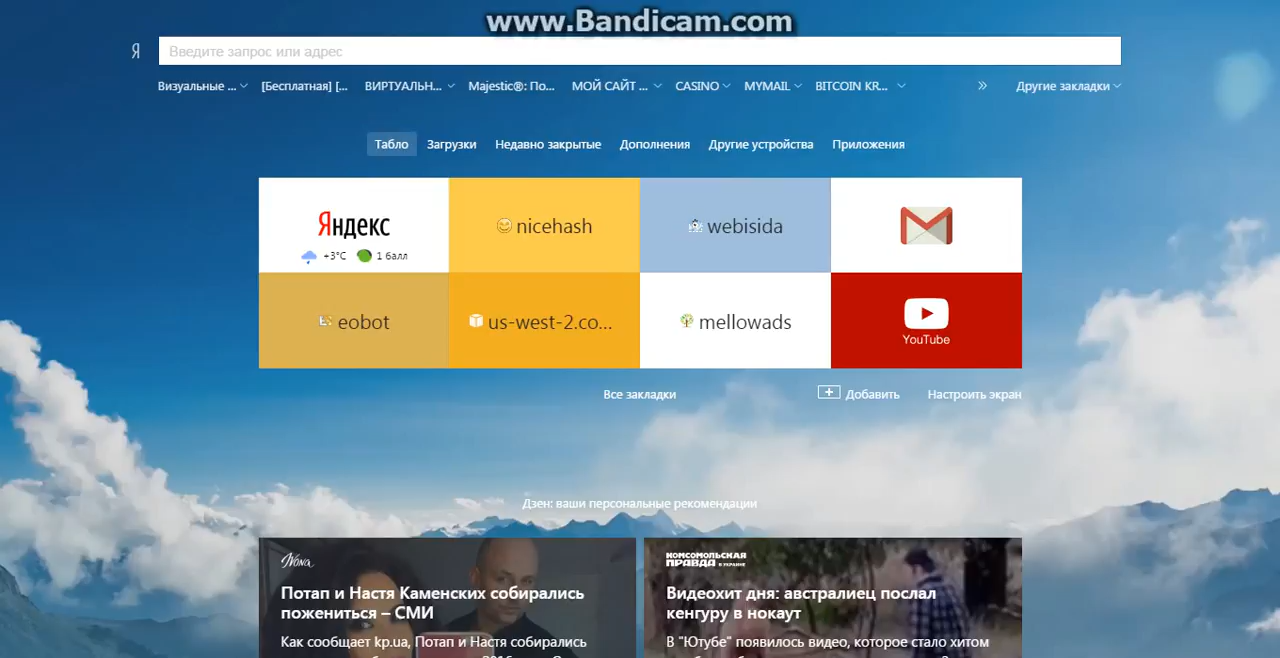 www.Bandicam.com
Я Введите запрос или адрес
Визуальные ... [Бесплатная] [... ВИРТУАЛЬН... Majestic®: По... МОЙ САЙТ ... CASINO MYMAIL BITCOIN KR... » Другие закладки
Табло Загрузки Недавно закрытые Дополнения Другие устройства Приложения
Яндекс
+3°C 1 балл
nicehash
webisida
eobot
us-west-2.co...
mellowads
YouTube
Все закладки Добавить Настроить экран
Дзен: ваши персональные рекомендации
Ivona
Потап и Настя Каменских собирались
пожениться – СМИ
Как сообщает kp.ua, Потап и Настя собирались
КОМСОМОЛЬСКАЯ
ПРАВДА В УКРАИНЕ
Видеохит дня: австралиец послал
кенгуру в нокаут
В "Ютубе" появилось видео, которое стало хитом